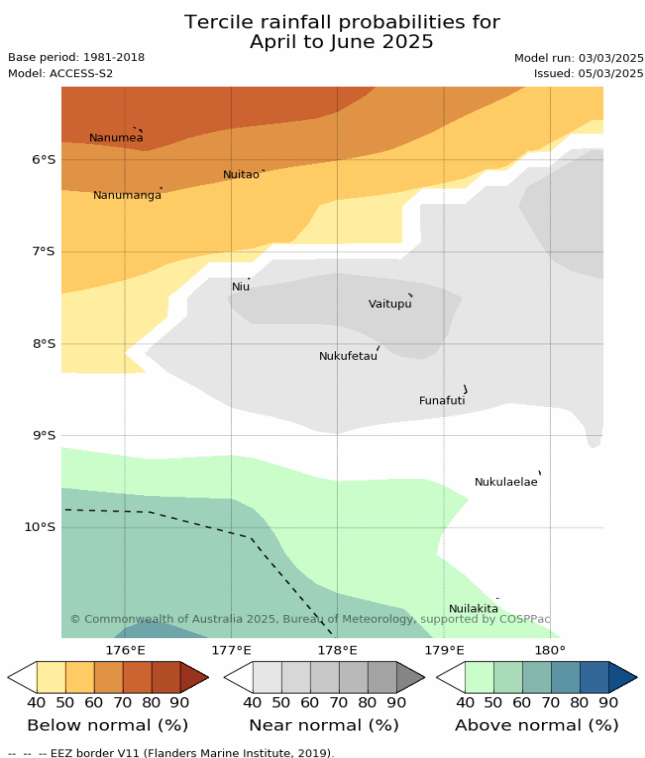 Tercile rainfall probabilities for
April to June 2025
Base period: 1981-2018
Model run: 03/03/2025
Model: ACCESS-S2
Issued: 05/03/2025
Nanumea
6°S
Nuitao
Nanumanga
7°S
Niu
Vaitupu
8°S
Nukufetau
Funafuti
9°S
Nukulaelae
10°S
Nuilakita
© Commonwealth of Australia 2025, Bureau of Meteorology, supported by COSPPac
176° 177° 178° 179° 180°
40 50 60 70 80 90 40 50 60 70 80 90 40 50 60 70 80 90
Below normal (%) Near normal (%) Above normal (%)
-- -- -- EEZ border V11 (Flanders Marine Institute, 2019).